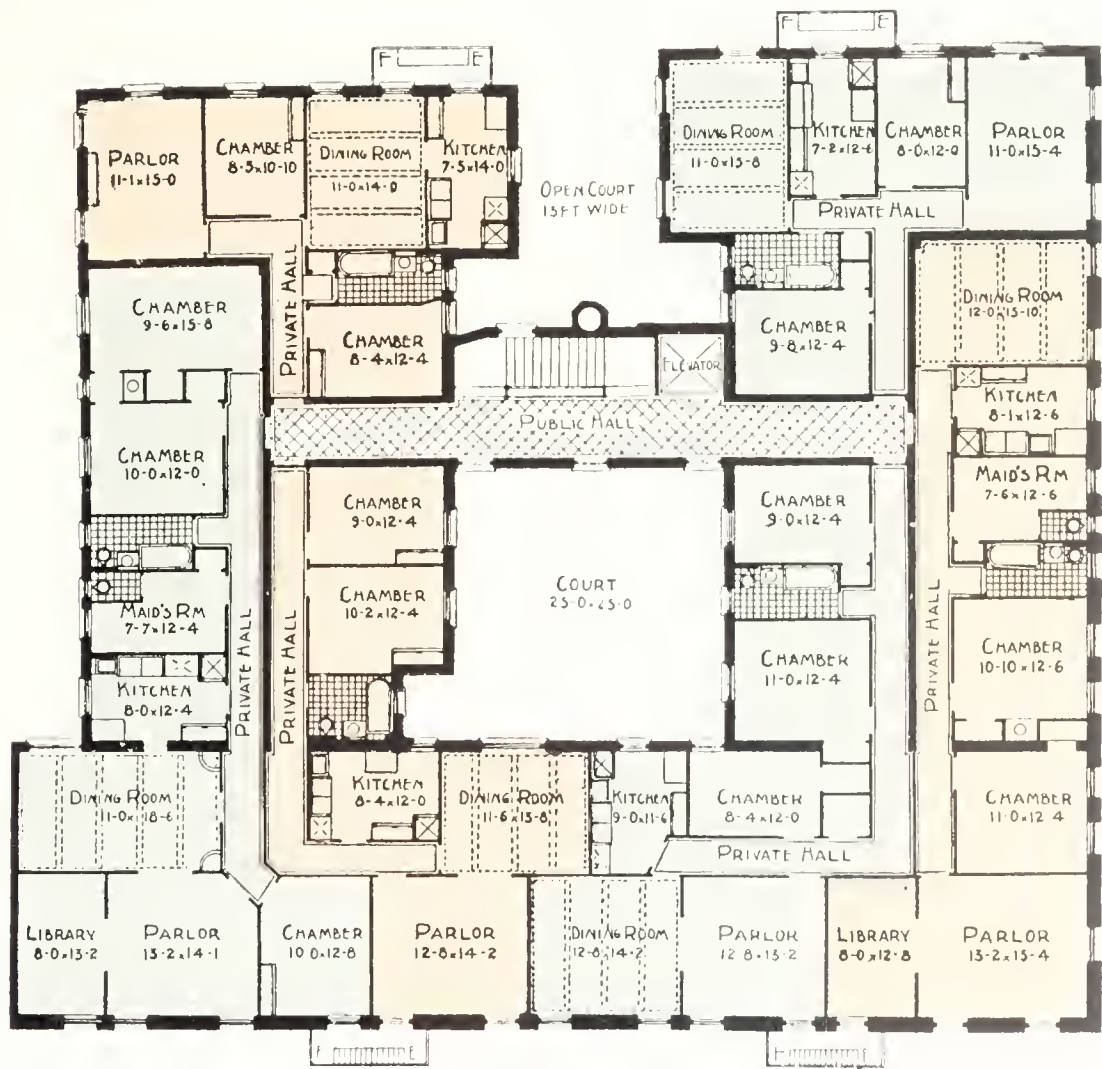 F E
F E
PARLOR
11-1x15-0
CHAMBER
8-5x10-10
DINING ROOM
11-0x14-0
KITCHEN
7-5x14-0
OPEN COURT
15FT WIDE
DINING ROOM
11-0x15-8
KITCHEN
7-2x12-6
CHAMBER
8-0x12-0
PARLOR
11-0x15-4
PRIVATE HALL
PRIVATE HALL
CHAMBER
9-6x15-8
CHAMBER
8-4x12-4
CHAMBER
9-8x12-4
DINING ROOM
12-0x15-10
ELEVATOR
PUBLIC HALL
KITCHEN
8-1x12-6
CHAMBER
10-0x12-0
CHAMBER
9-0x12-4
CHAMBER
9-0x12-4
MAID'S RM
7-6x12-6
MAID'S RM
7-7x12-4
CHAMBER
10-2x12-4
COURT
25-0x25-0
CHAMBER
11-0x12-4
CHAMBER
10-10x12-6
PRIVATE HALL
PRIVATE HALL
PRIVATE HALL
KITCHEN
8-0x12-4
DINING ROOM
11-0x18-6
KITCHEN
8-4x12-0
DINING ROOM
11-6x13-8
KITCHEN
9-0x11-6
CHAMBER
8-4x12-0
CHAMBER
11-0x12-4
PRIVATE HALL
LIBRARY
8-0x13-2
PARLOR
13-2x14-1
CHAMBER
10-0x12-8
PARLOR
12-8x14-2
DINING ROOM
12-8x14-2
PARLOR
12-8x13-2
LIBRARY
8-0x12-8
PARLOR
13-2x15-4
F E
F E